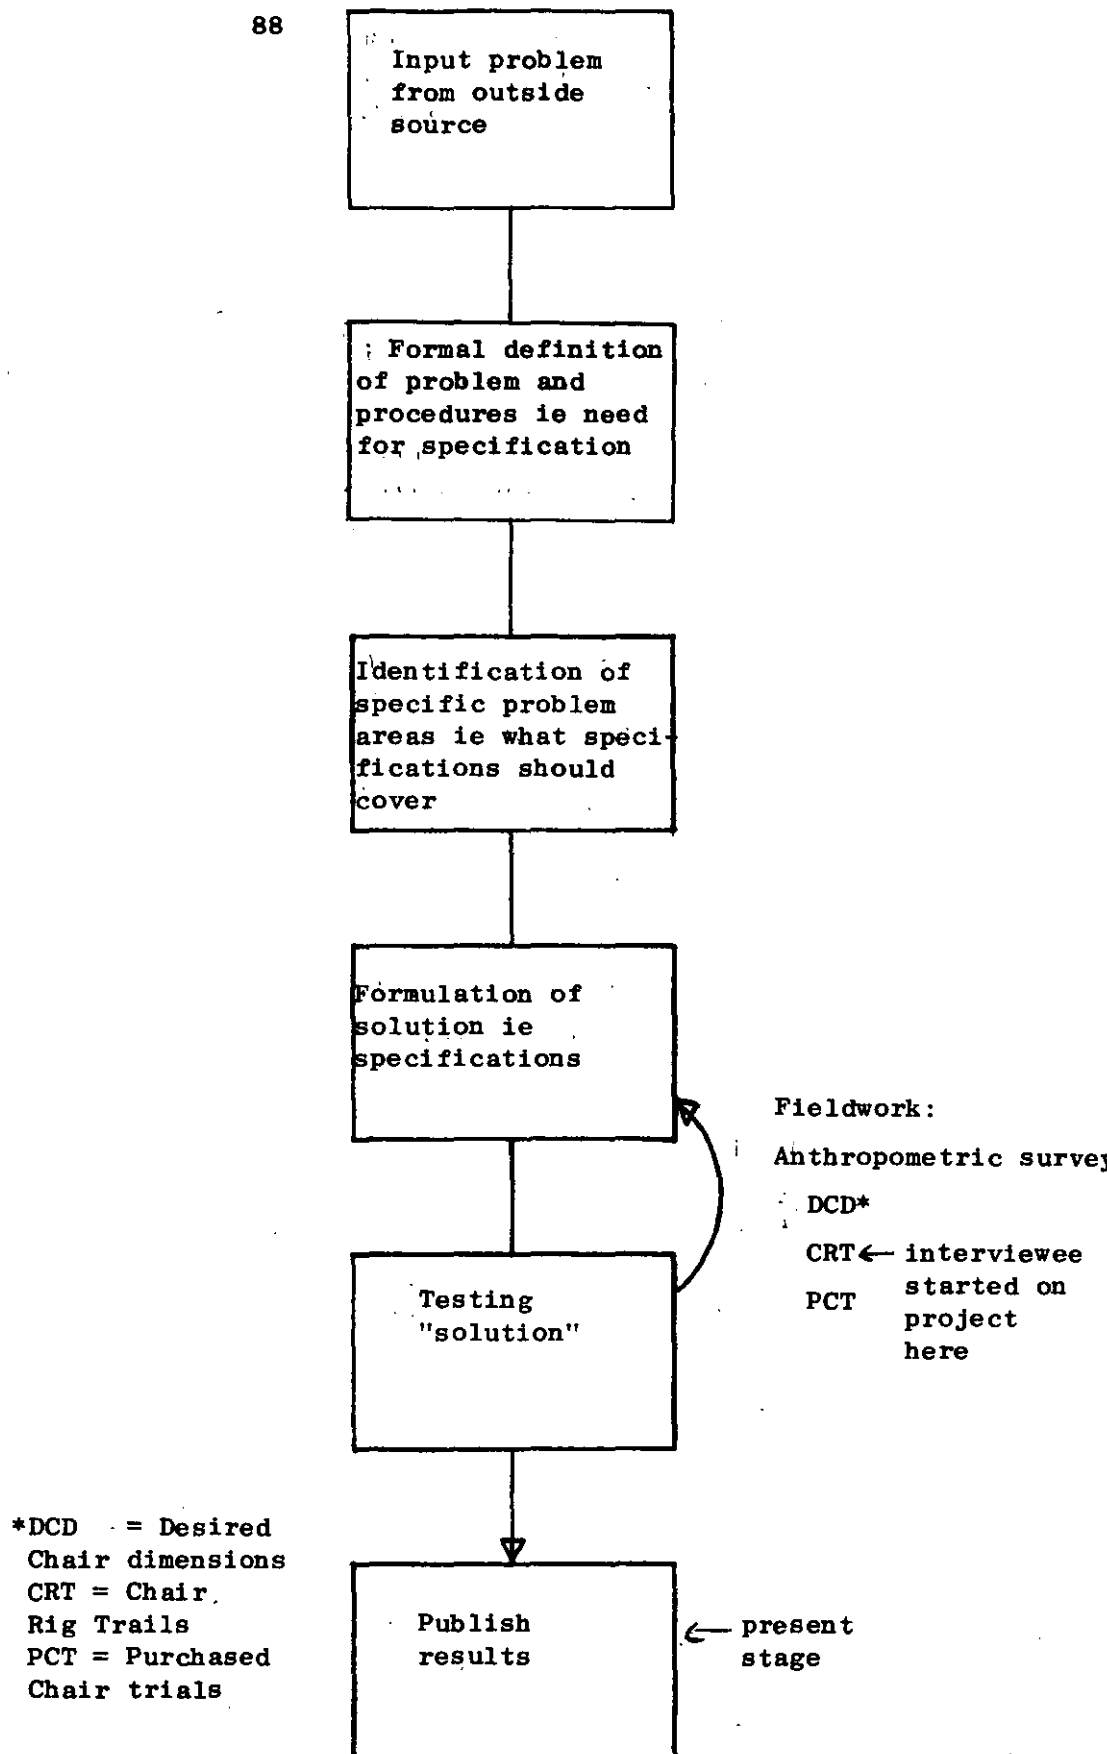 88
Input problem
from outside
source
Formal definition
of problem and
procedures ie need
for specification
Identification of
specific problem
areas ie what speci-
fications should
cover
Formulation of
solution ie
specifications
Fieldwork:
Anthropometric survey
DCD*
CRT← interviewee
started on
PCT
project
here
Testing
"solution"
*DCD = Desired
Chair dimensions
CRT = Chair
Rig Trails
PCT = Purchased
Chair trials
Publish
results
← present
stage